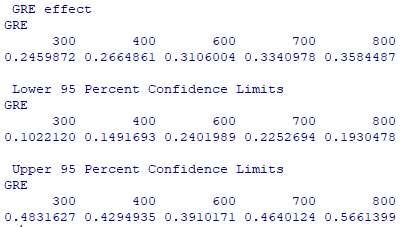 GRE effect
GRE
300 400 600 700 800
0.2459872 0.2664861 0.3106004 0.3340978 0.3584487
Lower 95 Percent Confidence Limits
GRE
300 400 600 700 800
0.1022120 0.1491693 0.2401989 0.2252694 0.1930478
Upper 95 Percent Confidence Limits
GRE
300 400 600 700 800
0.4831627 0.4294935 0.3910171 0.4640124 0.5661399